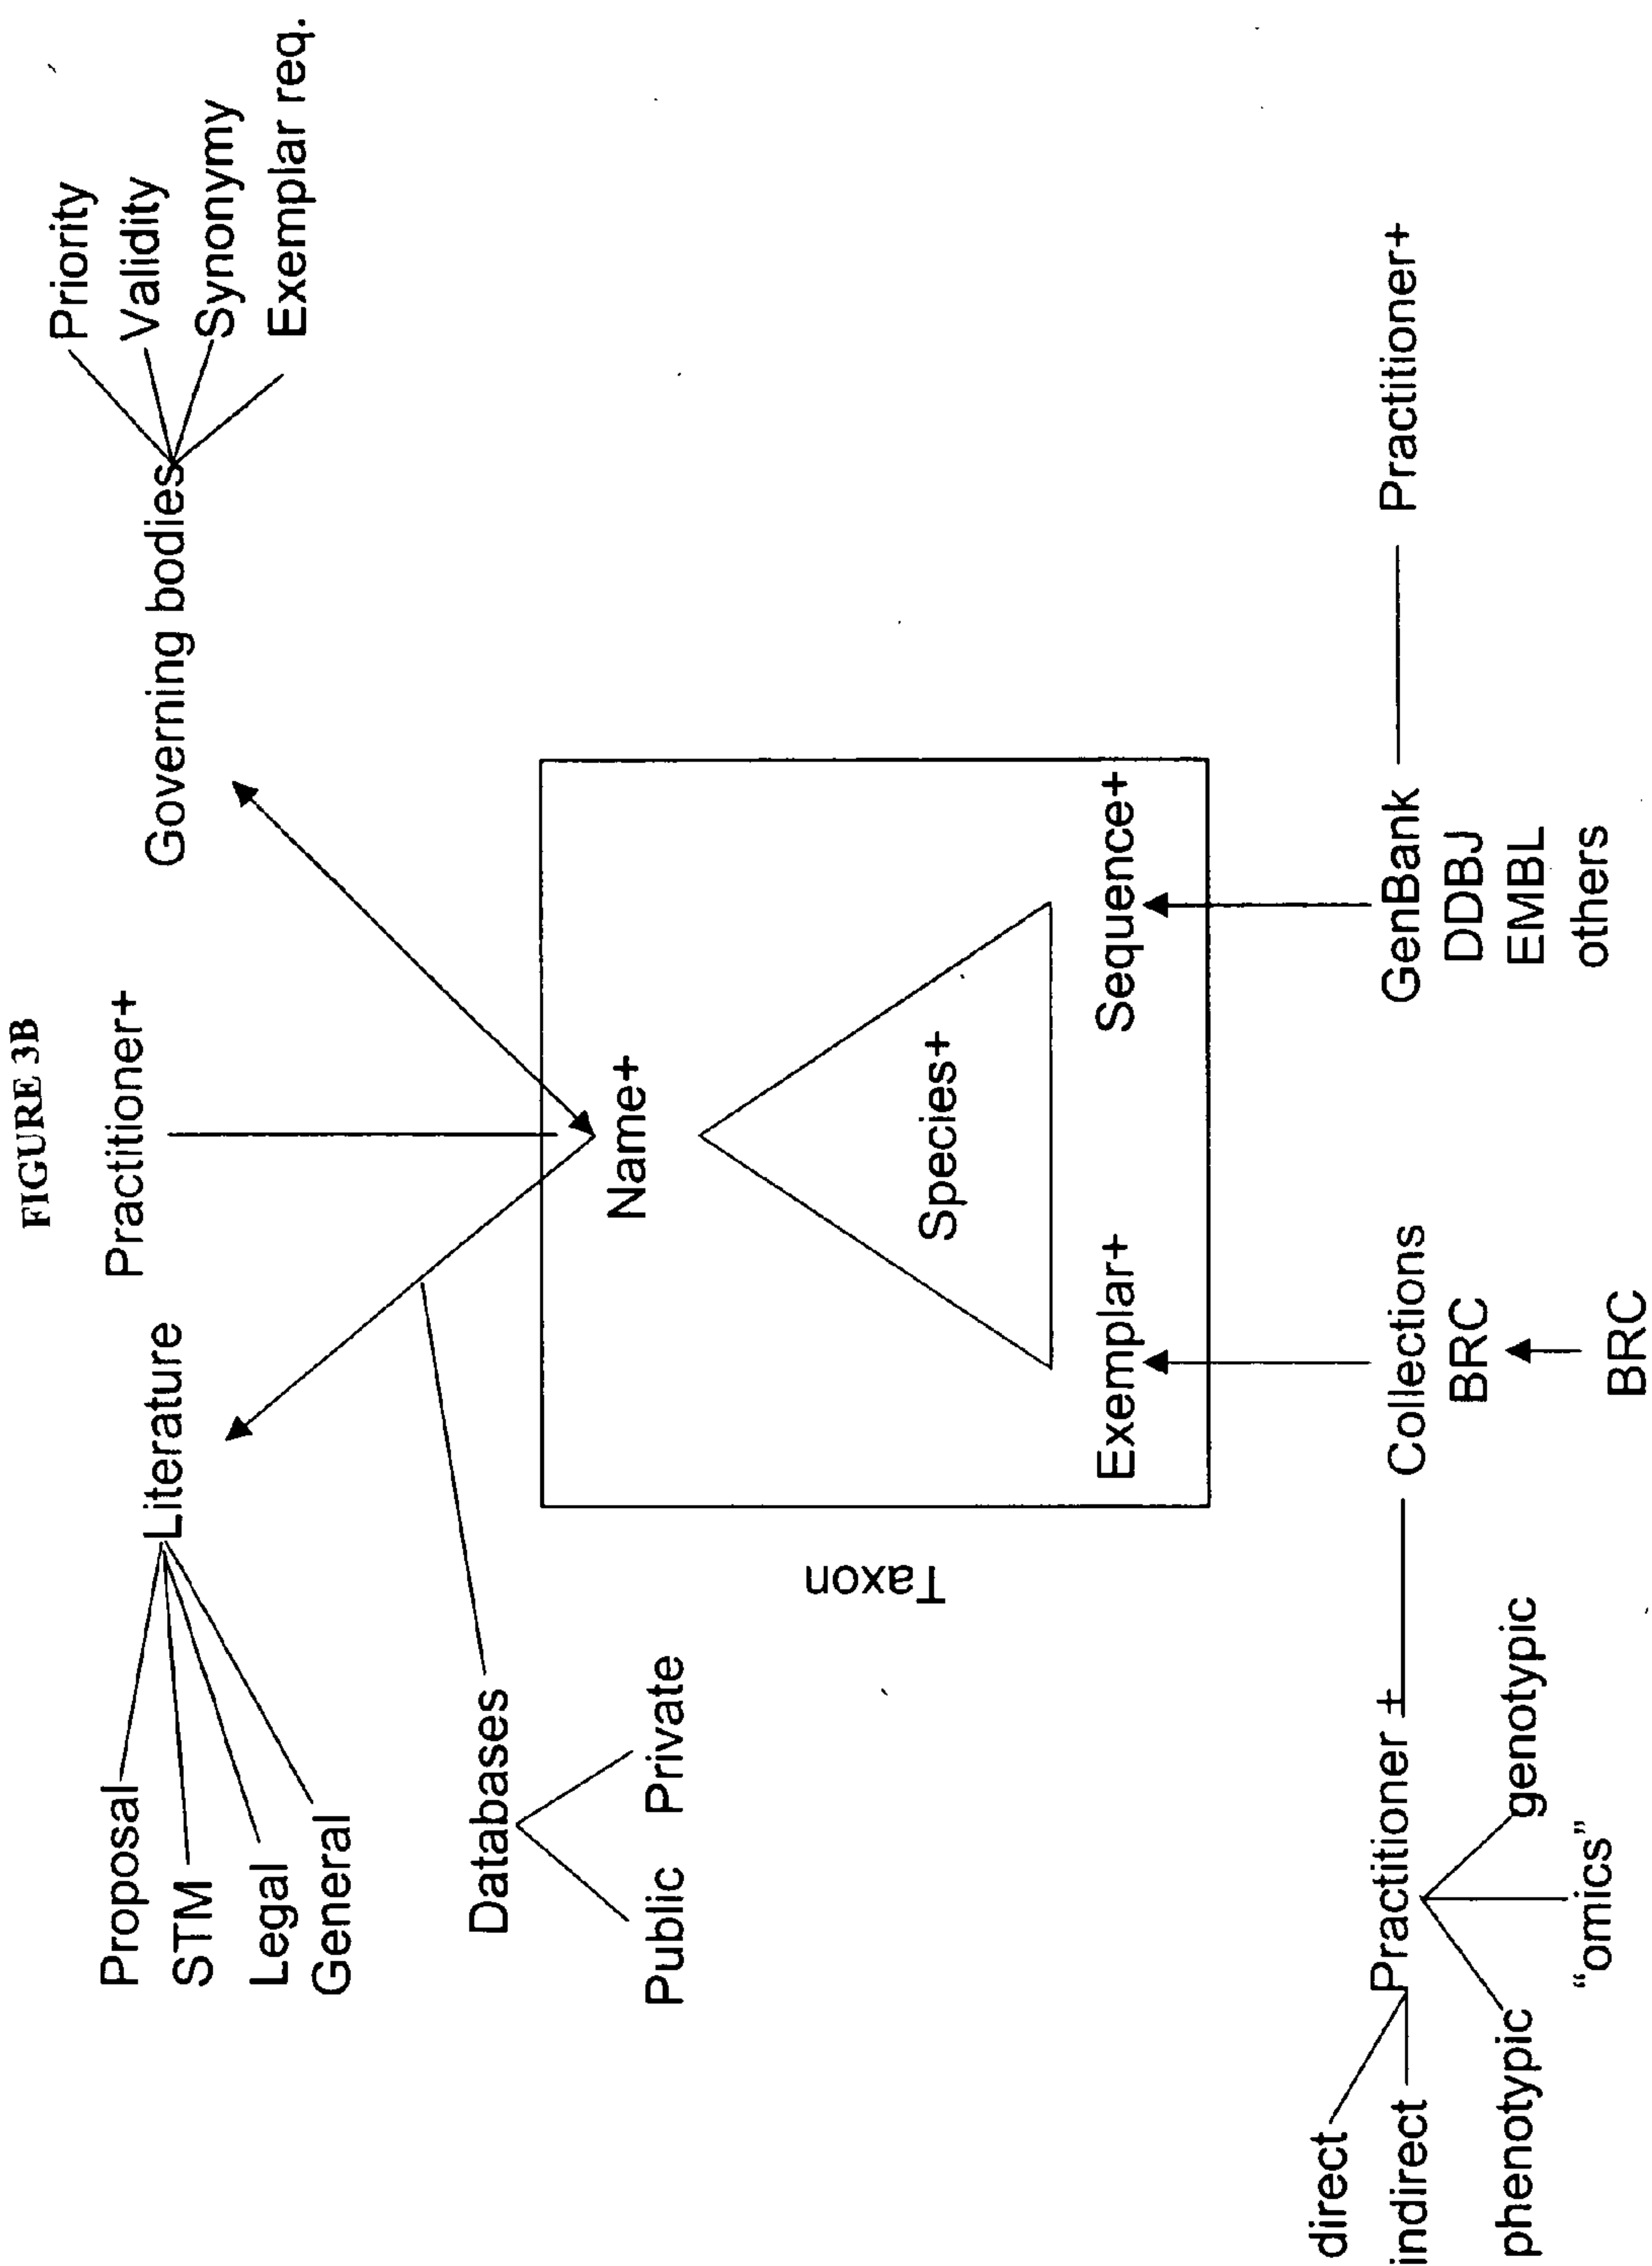 FIGURE 3B
Practitioner+
Literature
Proposal
STM
Legal
General
Governing bodies
Priority
Validity
Synonymy
Exemplar req.
Databases
Public Private
Name+
Species+
Exemplar+ Sequence+
Taxon
direct
indirect
Practitioner ±
phenotypic
"omics"
genotypic
Collections
BRC
BRC
GenBank
DDBJ
EMBL
others
Practitioner+